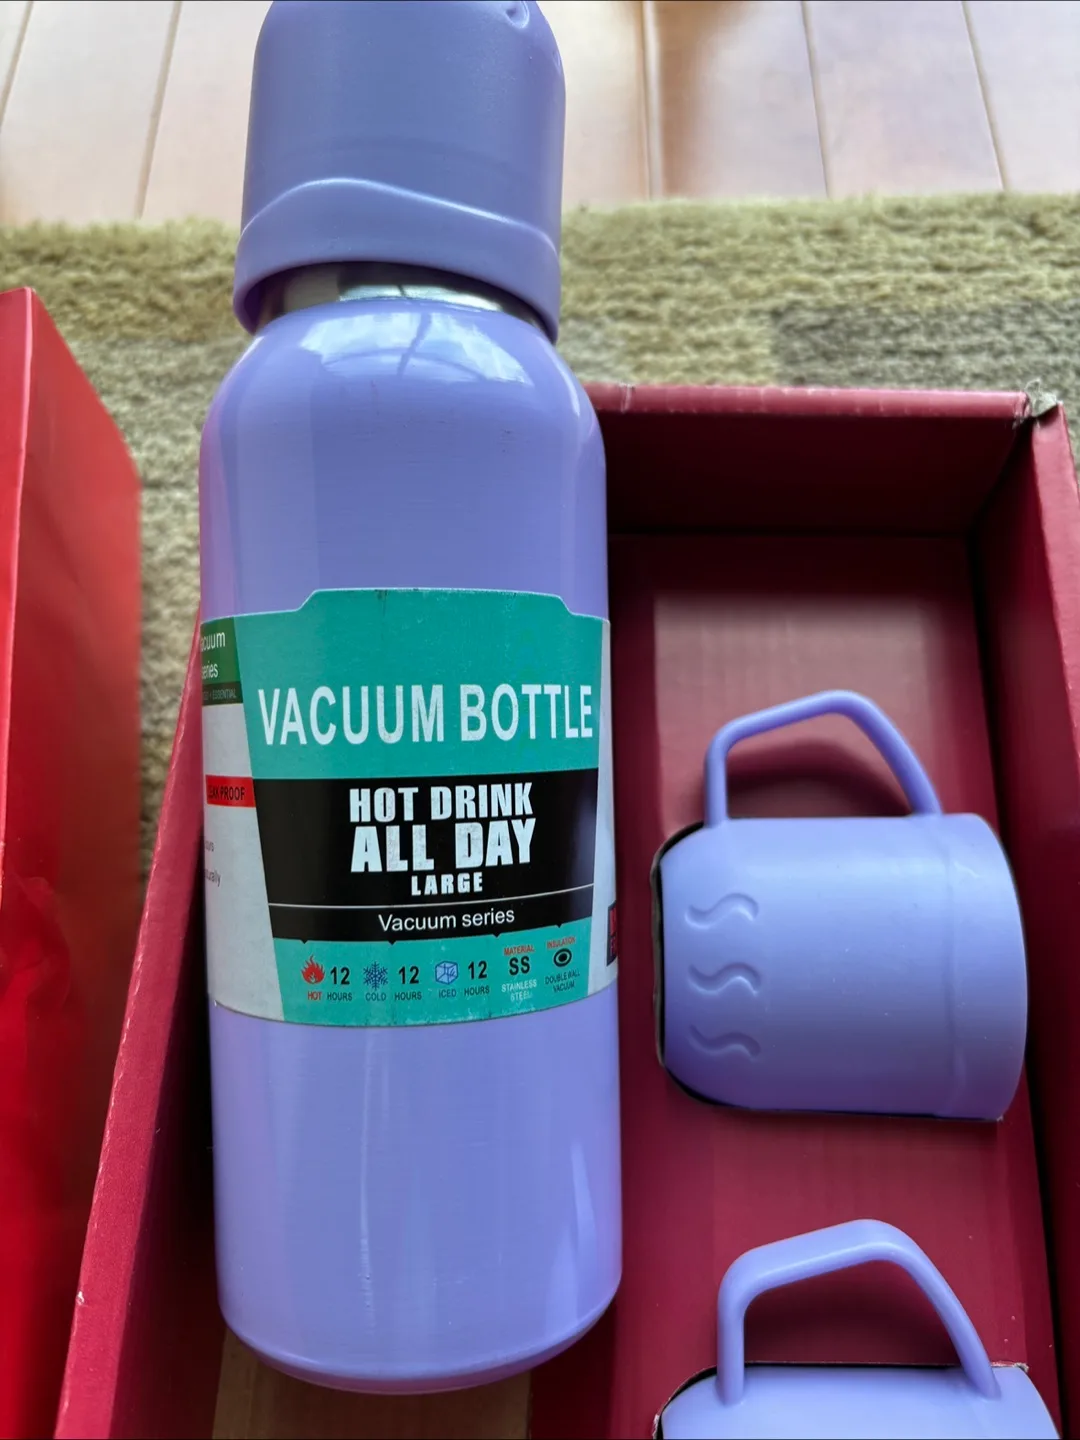 VACUUM BOTTLE
HOT DRINK
ALL DAY
LARGE
Vacuum series
12 HOT HOURS
12 COLD HOURS
12 ICED HOURS
MATERIAL
SS
STAINLESS
STEEL
INSULATION
DOUBLE WALL
VACUUM
PROOF